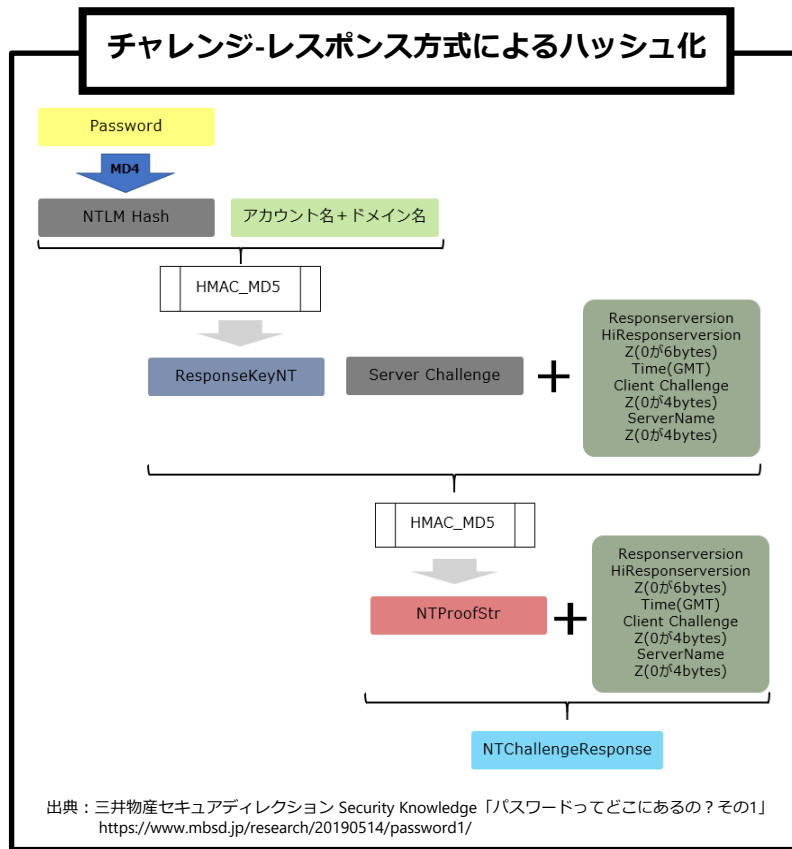 チャレンジ-レスポンス方式によるハッシュ化
Password
MD4
NTLM Hash
アカウント名＋ドメイン名
HMAC_MD5
ResponseKeyNT
Server Challenge
+
Responserversion
HiResponserversion
Z(0が6bytes)
Time(GMT)
Client Challenge
Z(0が4bytes)
ServerName
Z(0が4bytes)
HMAC_MD5
NTProofStr
+
Responserversion
HiResponserversion
Z(0が6bytes)
Time(GMT)
Client Challenge
Z(0が4bytes)
ServerName
Z(0が4bytes)
NTChallengeResponse
出典：三井物産セキュアディレクション Security Knowledge「パスワードってどこにあるの？その1」
https://www.mbsd.jp/research/20190514/password1/